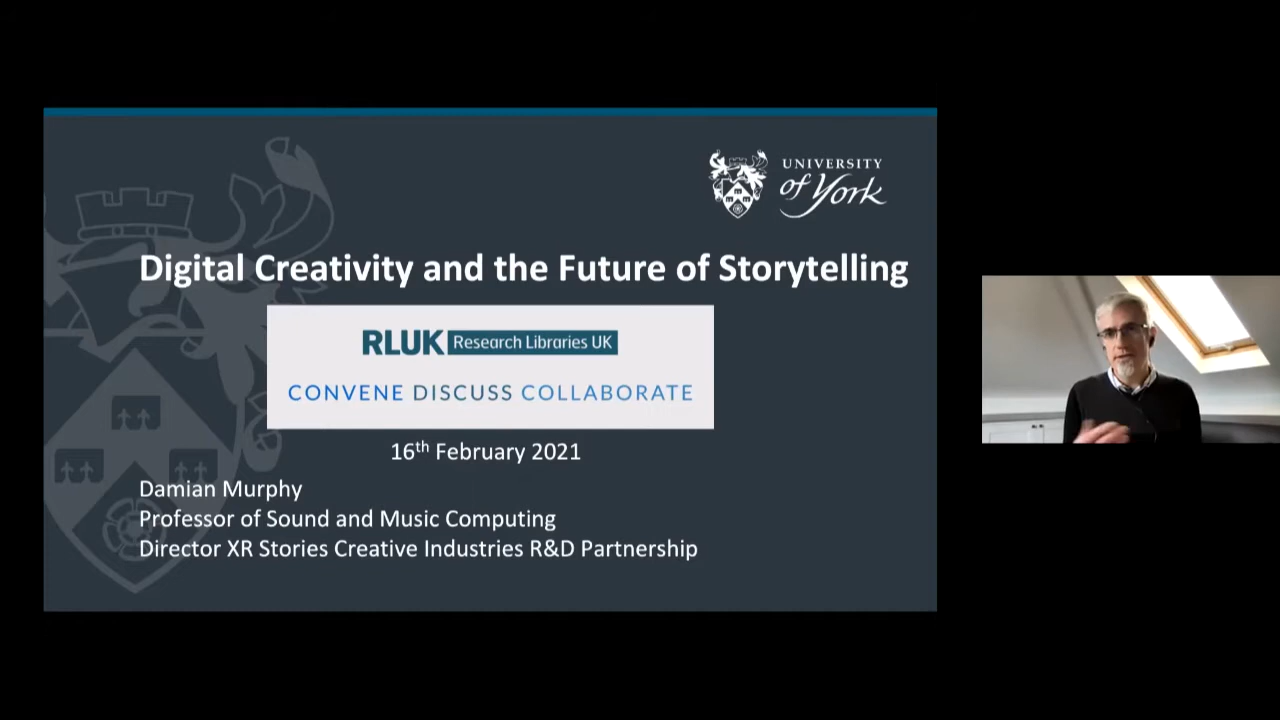 UNIVERSITY
of York
Digital Creativity and the Future of Storytelling
RLUK Research Libraries UK
CONVENE DISCUSS COLLABORATE
16th February 2021
Damian Murphy
Professor of Sound and Music Computing
Director XR Stories Creative Industries R&D Partnership